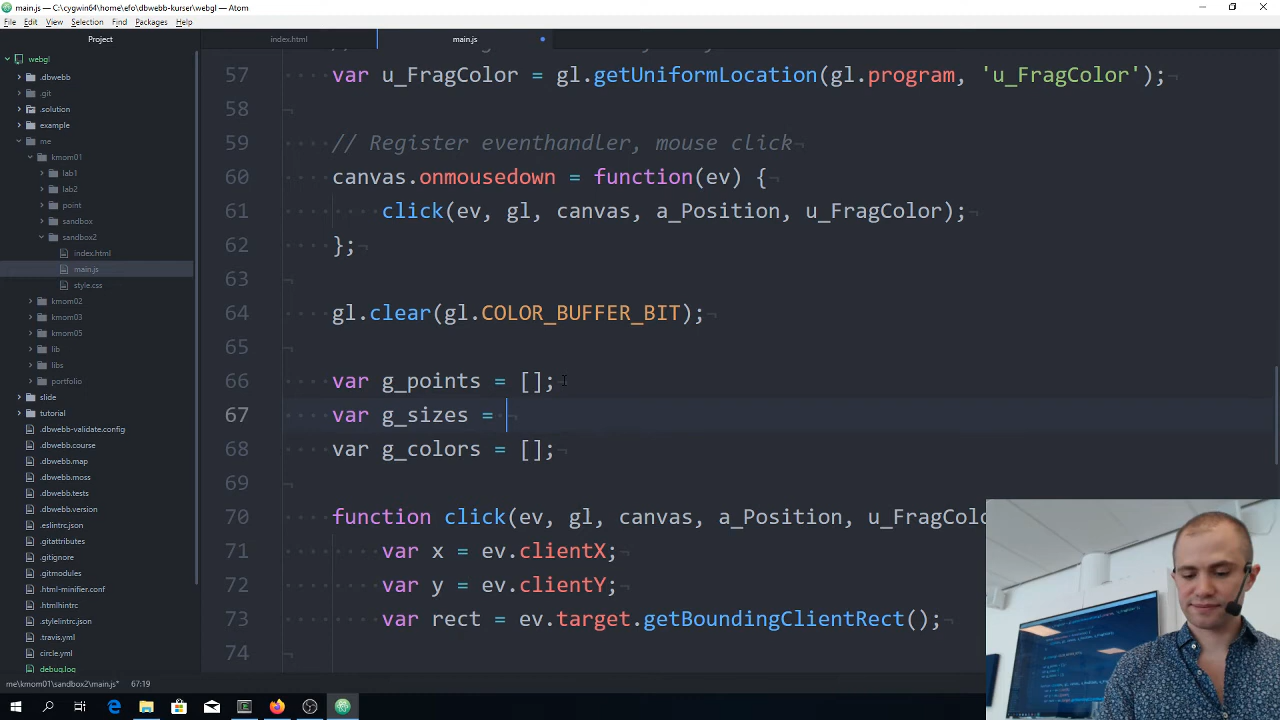 main.js — C:\cygwin64\home\efo\dbwebb-kurser\webgl — Atom
File Edit View Selection Find Packages Help
Project
index.html
main.js
webgl
.dbwebb
.git
.solution
example
me
kmom01
lab1
lab2
point
sandbox
sandbox2
index.html
main.js
style.css
kmom02
kmom03
kmom05
lib
libs
portfolio
slide
tutorial
.dbwebb-validate.config
.dbwebb.course
.dbwebb.map
.dbwebb.moss
.dbwebb.tests
.dbwebb.version
.eslintrc.json
.gitattributes
.gitignore
.gitmodules
.html-minifier.conf
.htmlhintrc
.stylelintrc.json
.travis.yml
circle.yml
debug.log
57 var u_FragColor = gl.getUniformLocation(gl.program, 'u_FragColor');
58
59 // Register eventhandler, mouse click
60 canvas.onmousedown = function(ev) {
61 click(ev, gl, canvas, a_Position, u_FragColor);
62 };
63
64 gl.clear(gl.COLOR_BUFFER_BIT);
65
66 var g_points = [];
67 var g_sizes =
68 var g_colors = [];
69
70 function click(ev, gl, canvas, a_Position, u_FragColo
71 var x = ev.clientX;
72 var y = ev.clientY;
73 var rect = ev.target.getBoundingClientRect();
74
me\kmom01\sandbox2\main.js* 67:19